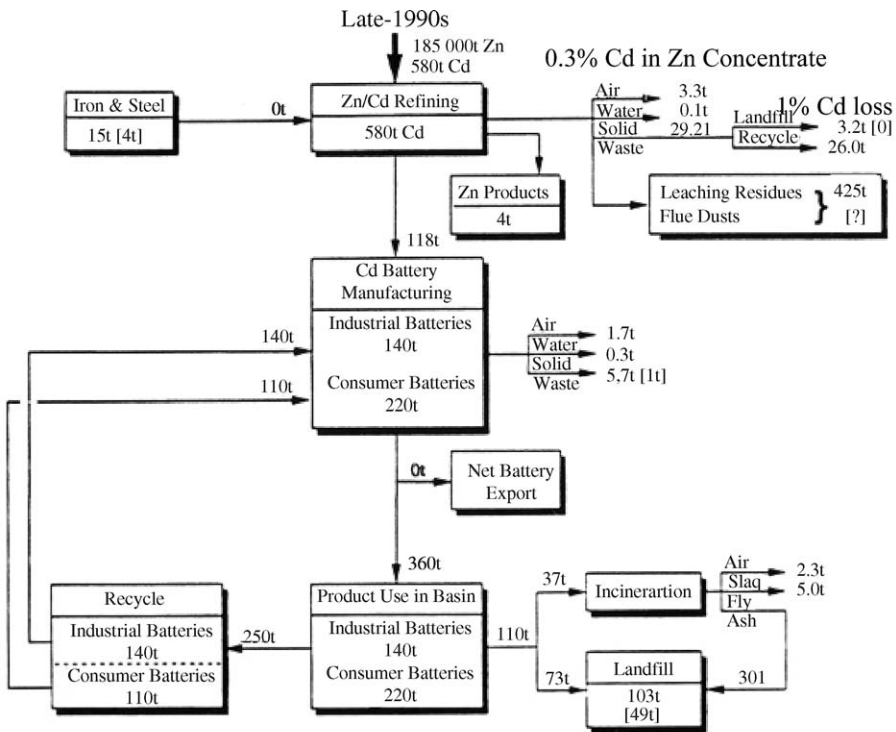 Late-1990s
185 000t Zn
580t Cd
0.3% Cd in Zn Concentrate
Iron & Steel
15t [4t]
0t
Zn/Cd Refining
580t Cd
Air
3.3t
Water
0.1t
Solid
29.21
Waste
1% Cd loss
Landfill
3.2t [0]
Recycle
26.0t
Zn Products
4t
Leaching Residues
Flue Dusts
} 425t
[?]
118t
Cd Battery
Manufacturing
Industrial Batteries
140t
Consumer Batteries
220t
140t
110t
Air
1.7t
Water
0.3t
Solid
5,7t [1t]
Waste
0t
Net Battery
Export
360t
Recycle
Industrial Batteries
140t
Consumer Batteries
110t
250t
Product Use in Basin
Industrial Batteries
140t
Consumer Batteries
220t
110t
37t
73t
Incinerartion
Air
2.3t
Slaq
5.0t
Fly
Ash
Landfill
103t
[49t]
301